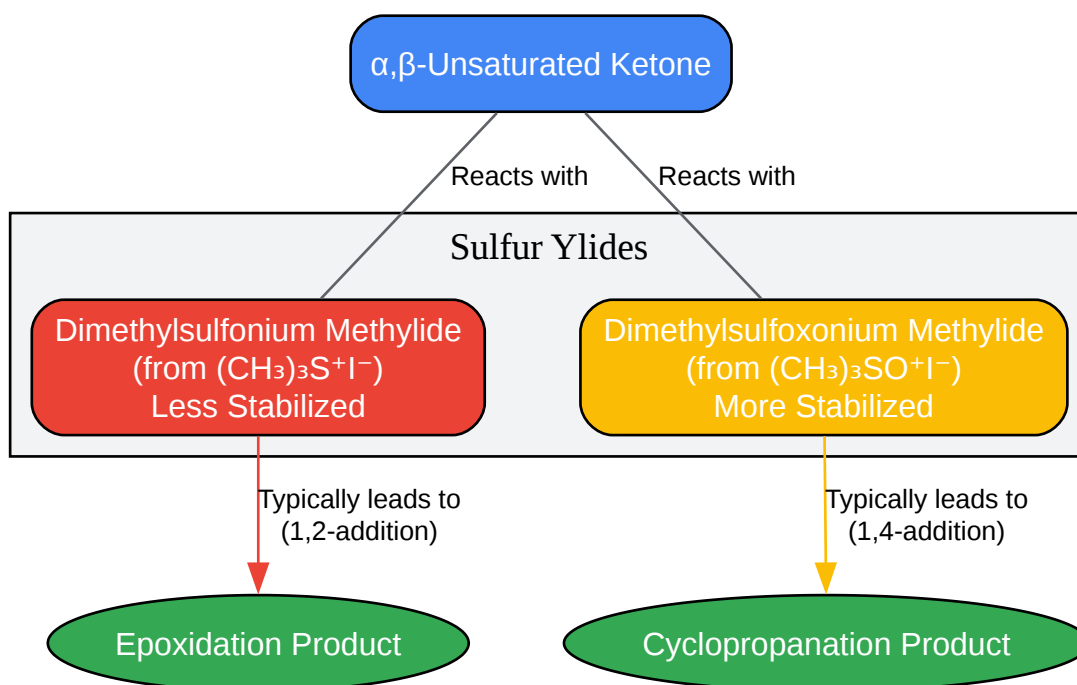 α,β-Unsaturated Ketone
Reacts with
Reacts with
Sulfur Ylides
Dimethylsulfonium Methylide
(from (CH₃)₃S⁺I⁻)
Less Stabilized
Dimethylsulfoxonium Methylide
(from (CH₃)₃SO⁺I⁻)
More Stabilized
Typically leads to
(1,2-addition)
Typically leads to
(1,4-addition)
Epoxidation Product
Cyclopropanation Product